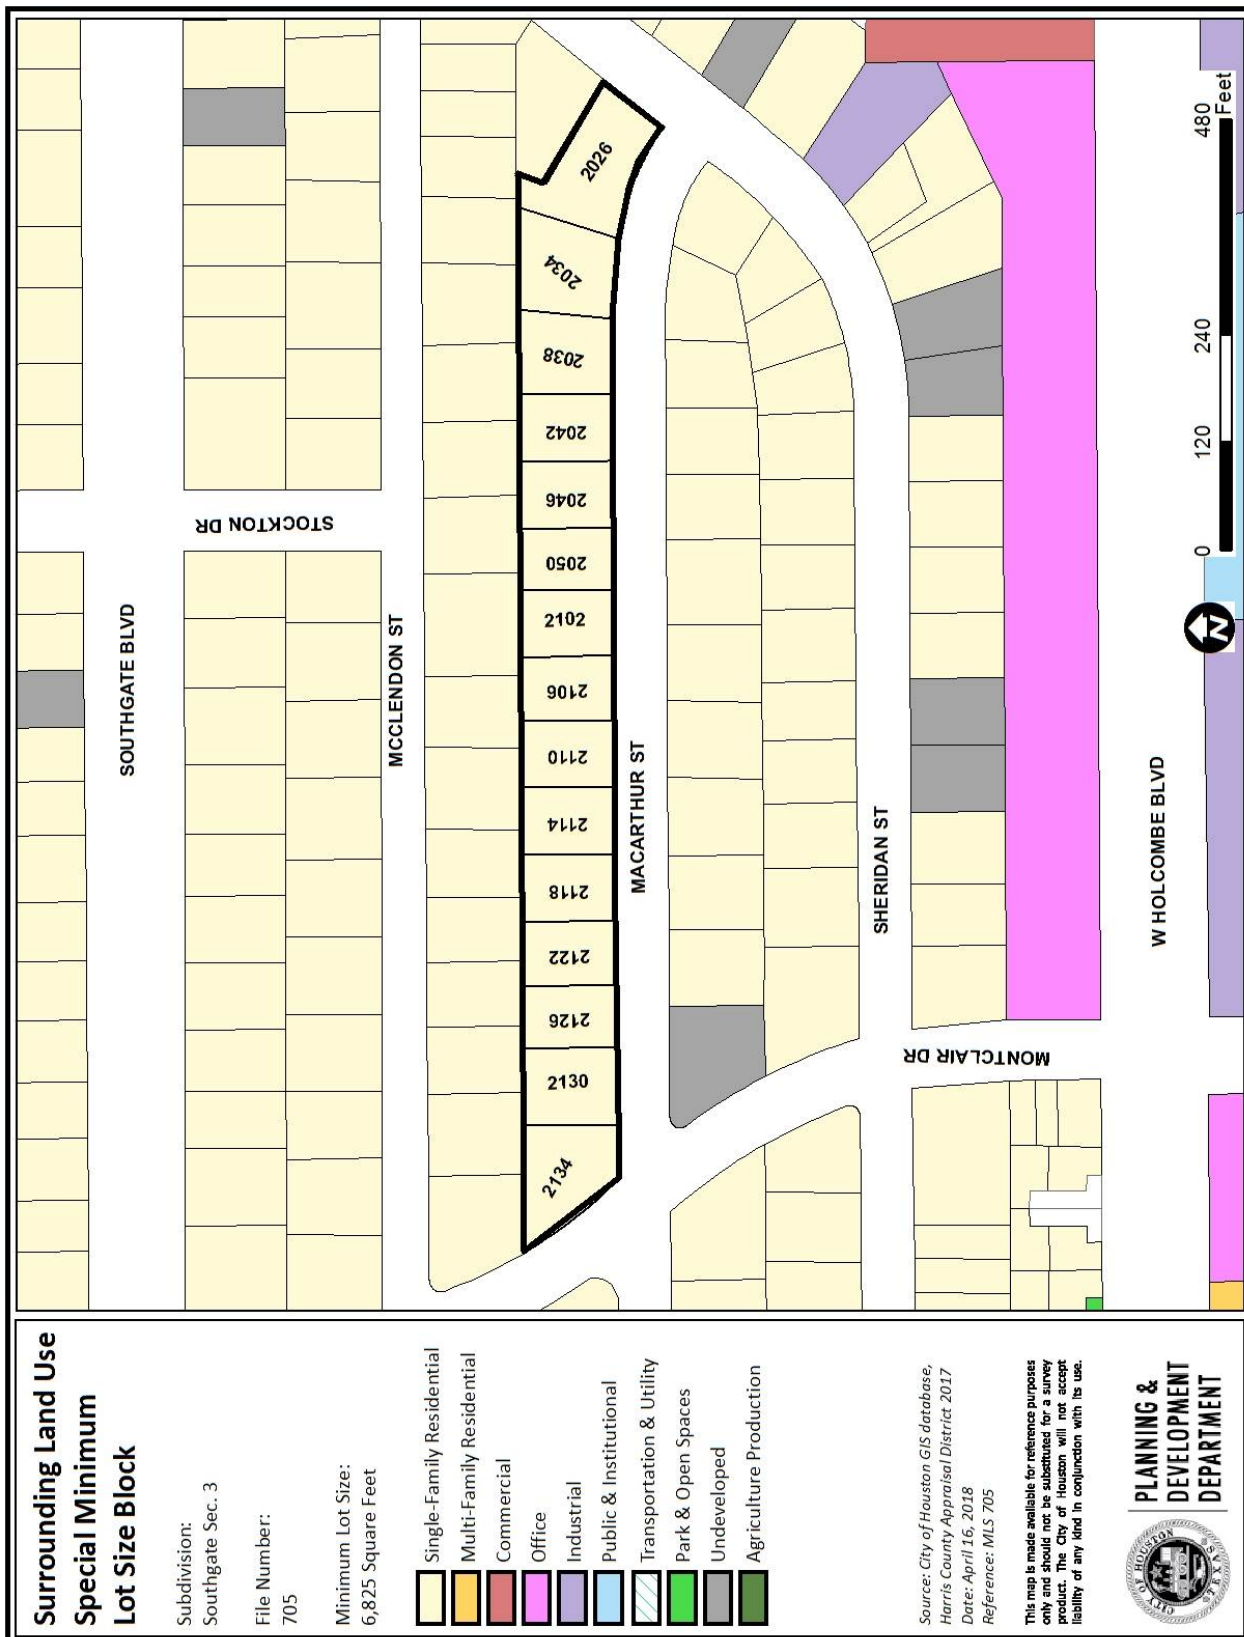 Surrounding Land Use
Special Minimum
Lot Size Block
Subdivision:
Southgate Sec. 3
File Number:
705
Minimum Lot Size:
6,825 Square Feet
Single-Family Residential
Multi-Family Residential
Commercial
Office
Industrial
Public & Institutional
Transportation & Utility
Park & Open Spaces
Undeveloped
Agriculture Production
Source: City of Houston GIS database,
Harris County Appraisal District 2017
Date: April 16, 2018
Reference: MLS 705
This map is made available for reference purposes
only and should not be substituted for a survey
product. The City of Houston will not accept
liability of any kind in conjunction with its use.
CITY OF HOUSTON
TEXAS
PLANNING &
DEVELOPMENT
DEPARTMENT
SOUTHGATE BLVD
STOCKTON DR
MCCLENDON ST
2134
2130
2126
2122
2118
2114
2110
2106
2102
2050
2046
2042
2038
2034
2026
MACARTHUR ST
SHERIDAN ST
MONTCLAIR DR
W HOLCOMBE BLVD
N
0
120
240
480
Feet